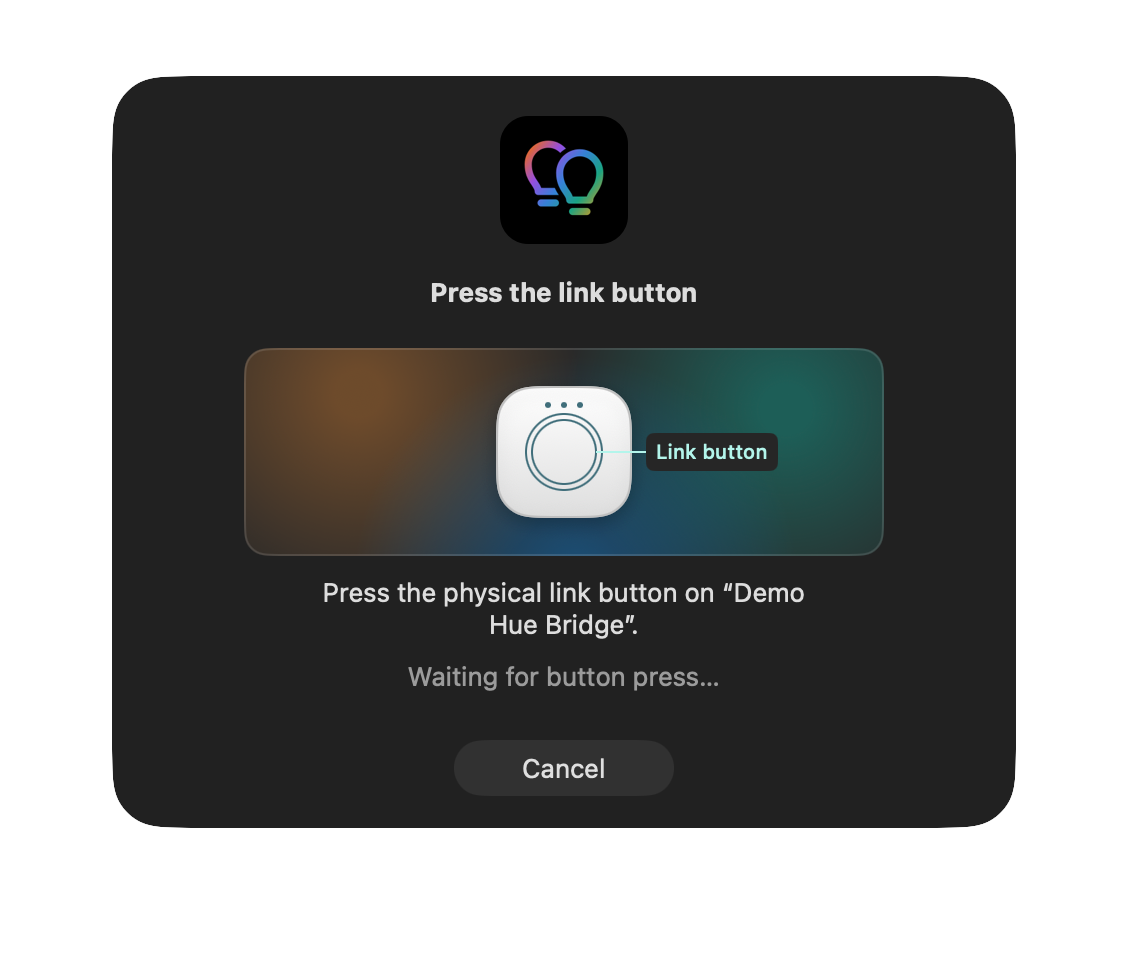 Press the link button
Link button
Press the physical link button on “Demo
Hue Bridge”.
Waiting for button press...
Cancel